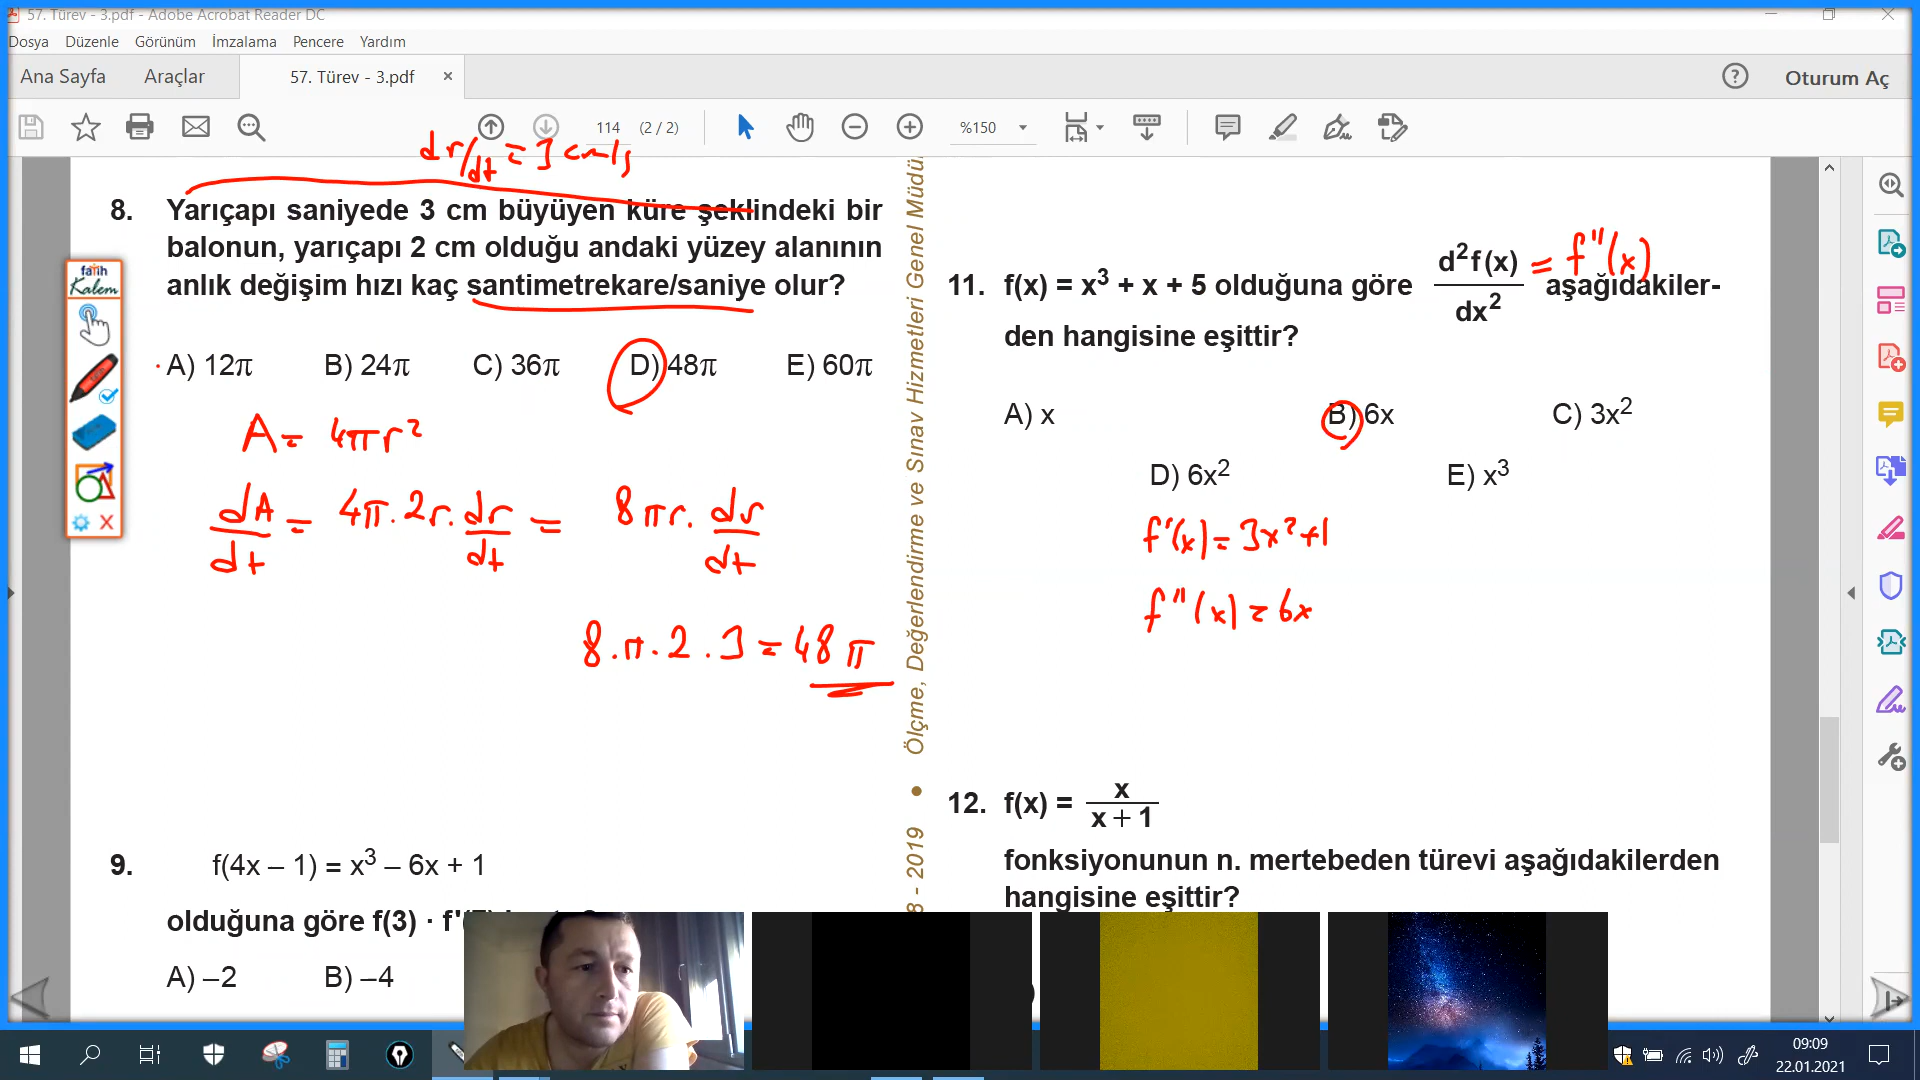 57. Türev - 3.pdf - Adobe Acrobat Reader DC
Dosya Düzenle Görünüm İmzalama Pencere Yardım
Ana Sayfa Araçlar 57. Türev - 3.pdf × Oturum Aç
114 (2 / 2) %150
dr/dt = 3 cm/s
8. Yarıçapı saniyede 3 cm büyüyen küre şeklindeki bir
balonun, yarıçapı 2 cm olduğu andaki yüzey alanının
anlık değişim hızı kaç santimetrekare/saniye olur?
A) 12π B) 24π C) 36π D) 48π E) 60π
A = 4πr²
dA/dt = 4π.2r.dr/dt = 8πr.dr/dt
8.π.2.3 = 48π
9. f(4x – 1) = x³ – 6x + 1
olduğuna göre f(3) · f'(
A) –2 B) –4
fatih
Kalem
Ölçme, Değerlendirme ve Sınav Hizmetleri Genel Müdü
8 - 2019 •
11. f(x) = x³ + x + 5 olduğuna göre d²f(x)/dx² = f''(x) aşağıdakiler-
den hangisine eşittir?
A) x B) 6x C) 3x²
D) 6x² E) x³
f'(x) = 3x²+1
f''(x) = 6x
12. f(x) = x/(x + 1)
fonksiyonunun n. mertebeden türevi aşağıdakilerden
hangisine eşittir?
09:09
22.01.2021